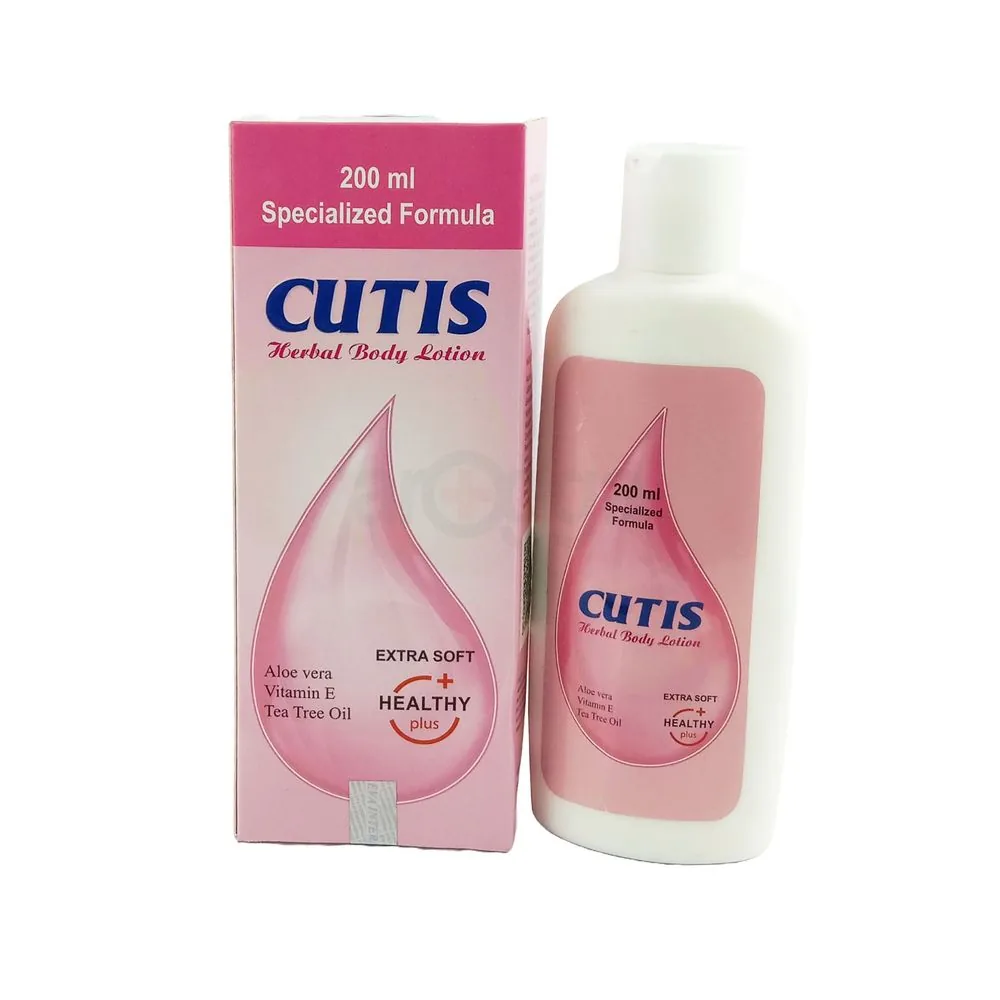 200 ml
Specialized Formula
CUTIS
Herbal Body Lotion
EXTRA SOFT
Aloe vera
Vitamin E
Tea Tree Oil
+
HEALTHY
plus
200 ml
Specialized
Formula
CUTIS
Herbal Body Lotion
Aloe vera
Vitamin E
Tea Tree Oil
EXTRA SOFT
+
HEALTHY
plus